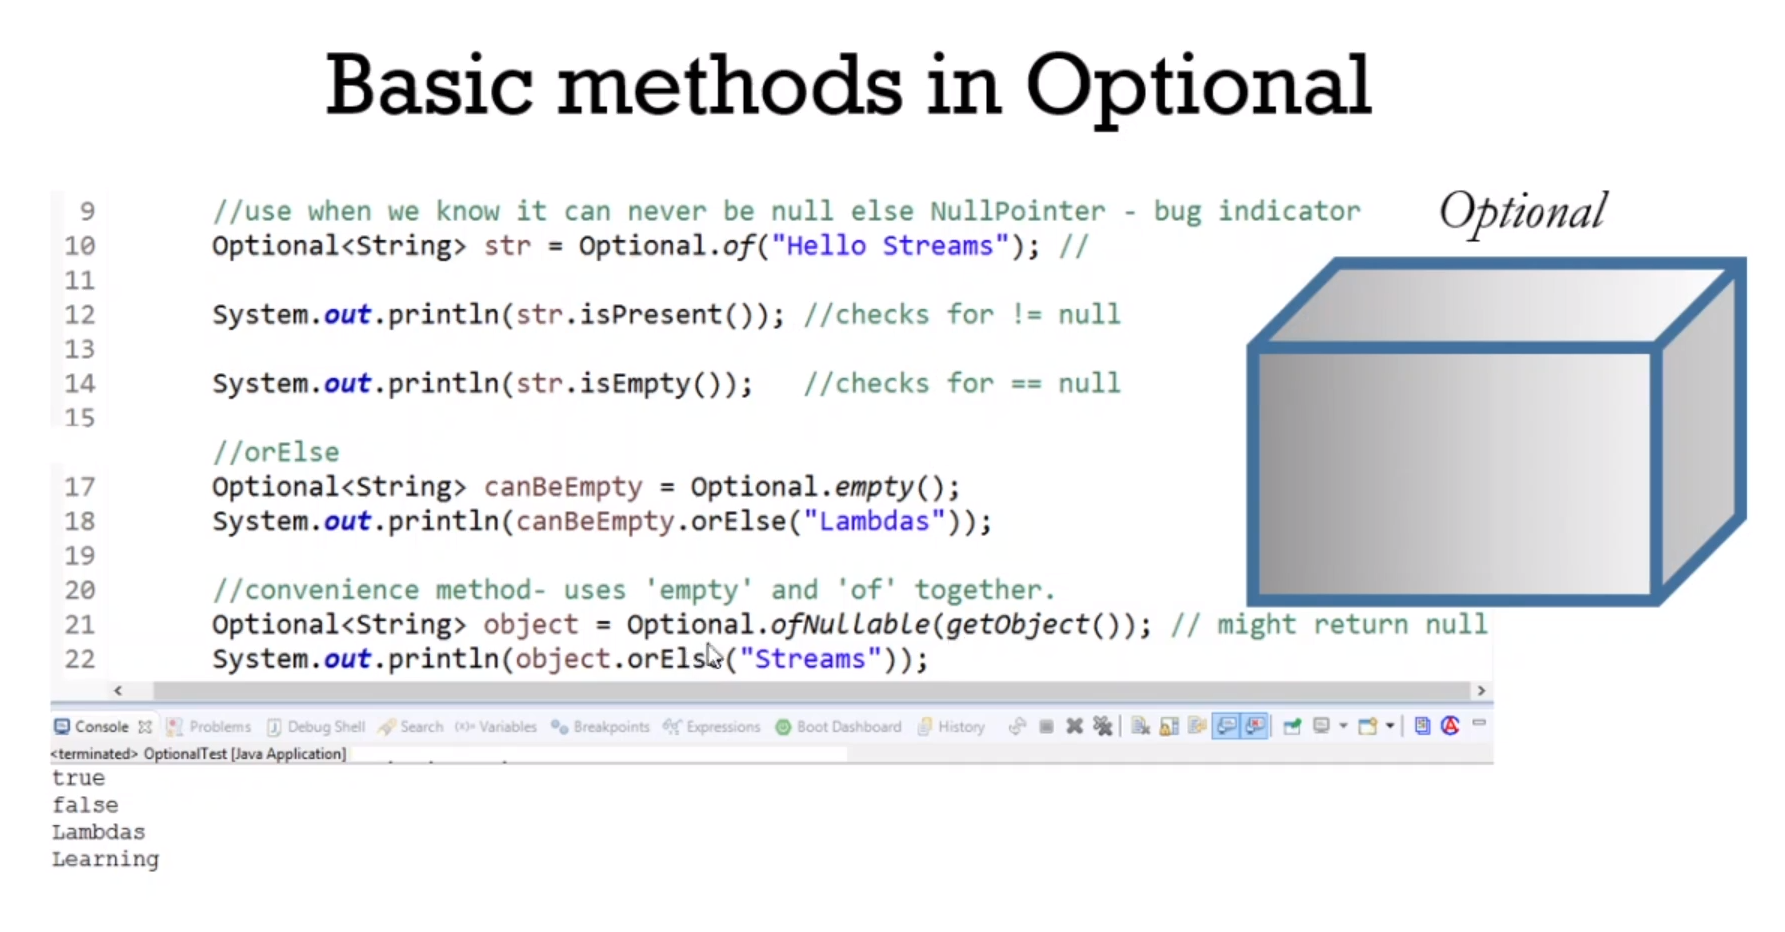 Basic methods in Optional
Optional
9 //use when we know it can never be null else NullPointer - bug indicator
10 Optional<String> str = Optional.of("Hello Streams"); //
11
12 System.out.println(str.isPresent()); //checks for != null
13
14 System.out.println(str.isEmpty());   //checks for == null
15
//orElse
17 Optional<String> canBeEmpty = Optional.empty();
18 System.out.println(canBeEmpty.orElse("Lambdas"));
19
20 //convenience method- uses 'empty' and 'of' together.
21 Optional<String> object = Optional.ofNullable(getObject()); // might return null
22 System.out.println(object.orElse("Streams"));
Console Problems Debug Shell Search (x)= Variables Breakpoints Expressions Boot Dashboard History
<terminated> OptionalTest [Java Application]
true
false
Lambdas
Learning